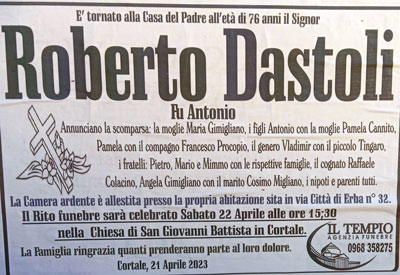 E' tornato alla Casa del Padre all'età di 76 anni il Signor
Roberto Dastoli
Fu Antonio
Annunciano la scomparsa: la moglie Maria Gimigliano, i figli Antonio con la moglie Pamela Cannito,
Pamela con il compagno Francesco Procopio, il genero Vladimir con il piccolo Tingaro,
i fratelli: Pietro, Mario e Mimmo con le rispettive famiglie, il cognato Raffaele
Colacino, Angela Gimigliano con il marito Cosimo Migliano, i nipoti e parenti tutti.
La Camera ardente è allestita presso la propria abitazione sita in via Città di Erba n° 32.
Il Rito funebre sarà celebrato Sabato 22 Aprile alle ore 15,30
nella Chiesa di San Giovanni Battista in Cortale.
La Famiglia ringrazia quanti prenderanno parte al loro dolore.
Cortale, 21 Aprile 2023
IL TEMPIO
AGENZIA FUNEBRE
0968 358275